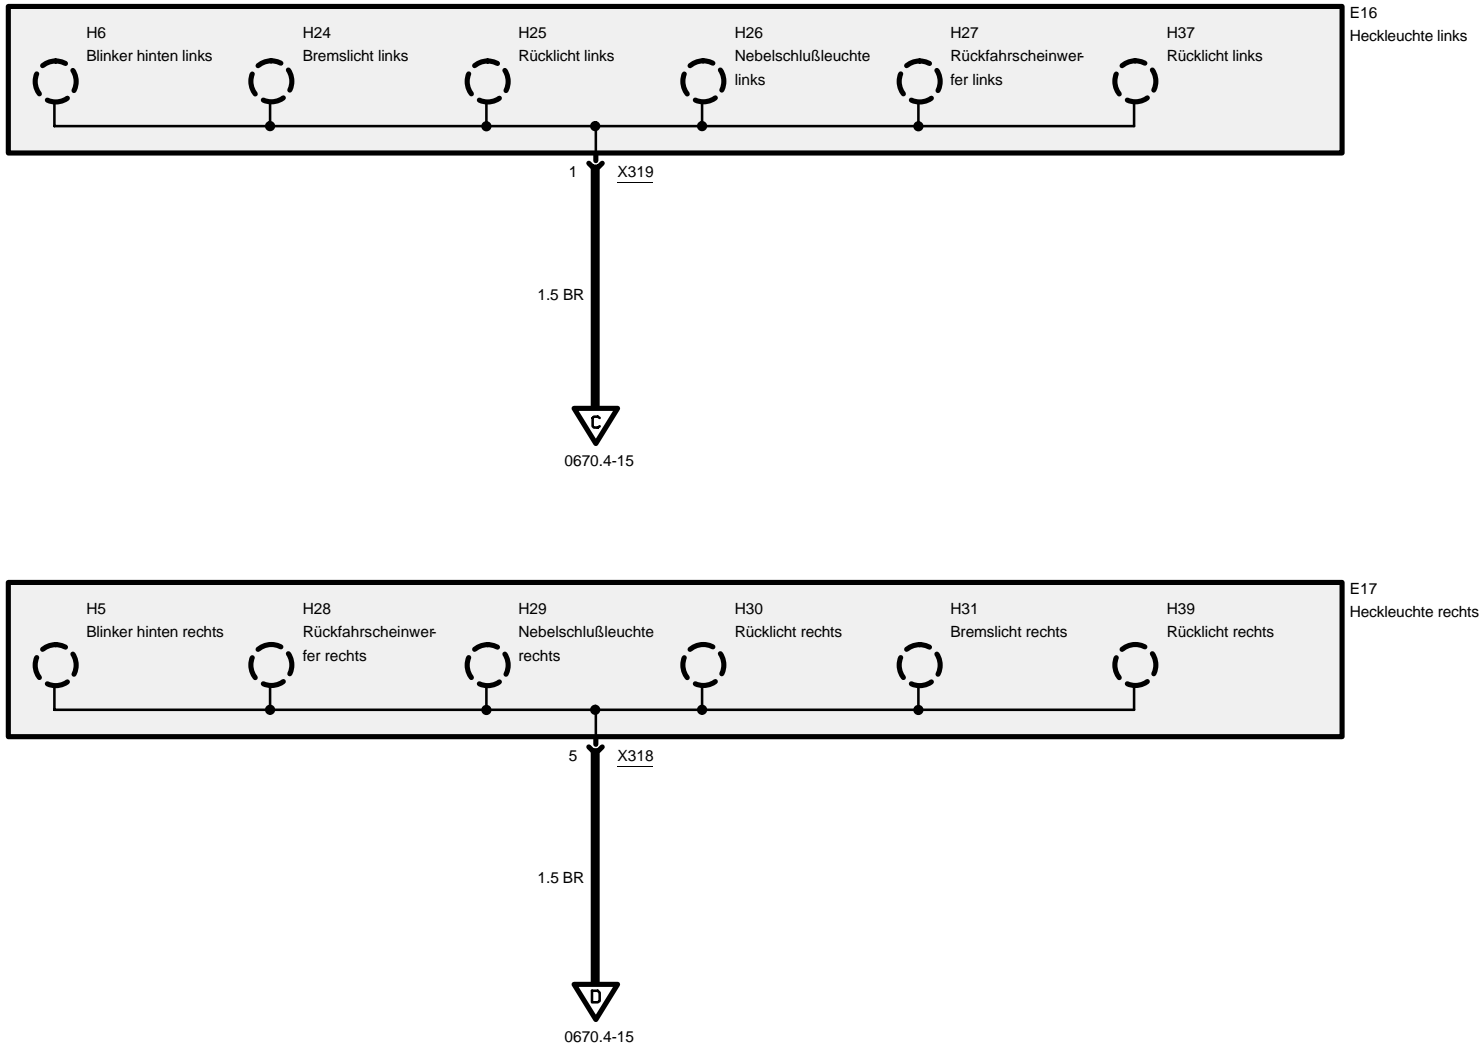 E16
Heckleuchte links
H6
Blinker hinten links
H24
Bremslicht links
H25
Rücklicht links
H26
Nebelschlußleuchte
links
H27
Rückfahrscheinwer-
fer links
H37
Rücklicht links
1
X319
1.5 BR
C
0670.4-15
E17
Heckleuchte rechts
H5
Blinker hinten rechts
H28
Rückfahrscheinwer-
fer rechts
H29
Nebelschlußleuchte
rechts
H30
Rücklicht rechts
H31
Bremslicht rechts
H39
Rücklicht rechts
5
X318
1.5 BR
D
0670.4-15